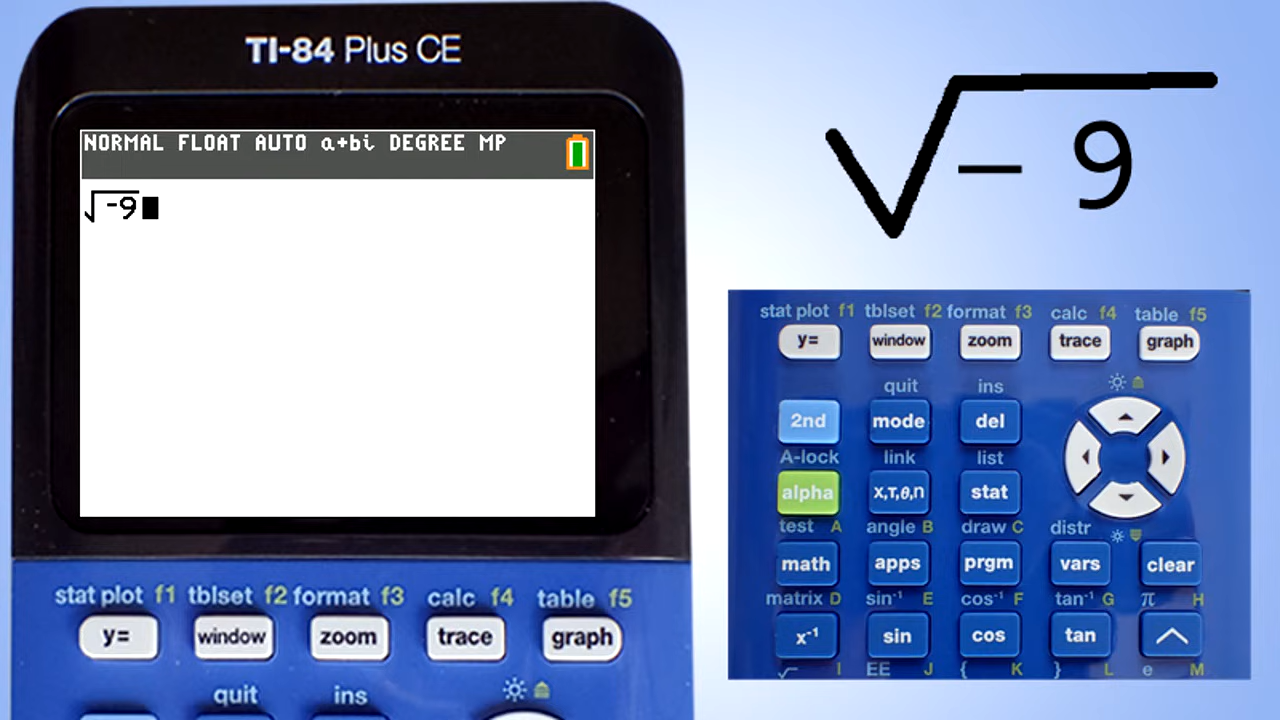 TI-84 Plus CE
NORMAL FLOAT AUTO a+bi DEGREE MP
√-9
stat plot f1 tblset f2 format f3 calc f4 table f5
y= window zoom trace graph
quit ins
√- 9
stat plot f1 tblset f2 format f3 calc f4 table f5
y= window zoom trace graph
quit ins
2nd mode del
A-lock link list
alpha X,T,θ,n stat
test A angle B draw C distr
math apps prgm vars clear
matrix D sin⁻¹ E cos⁻¹ F tan⁻¹ G π H
x⁻¹ sin cos tan ^
√ I EE J { K } L e M